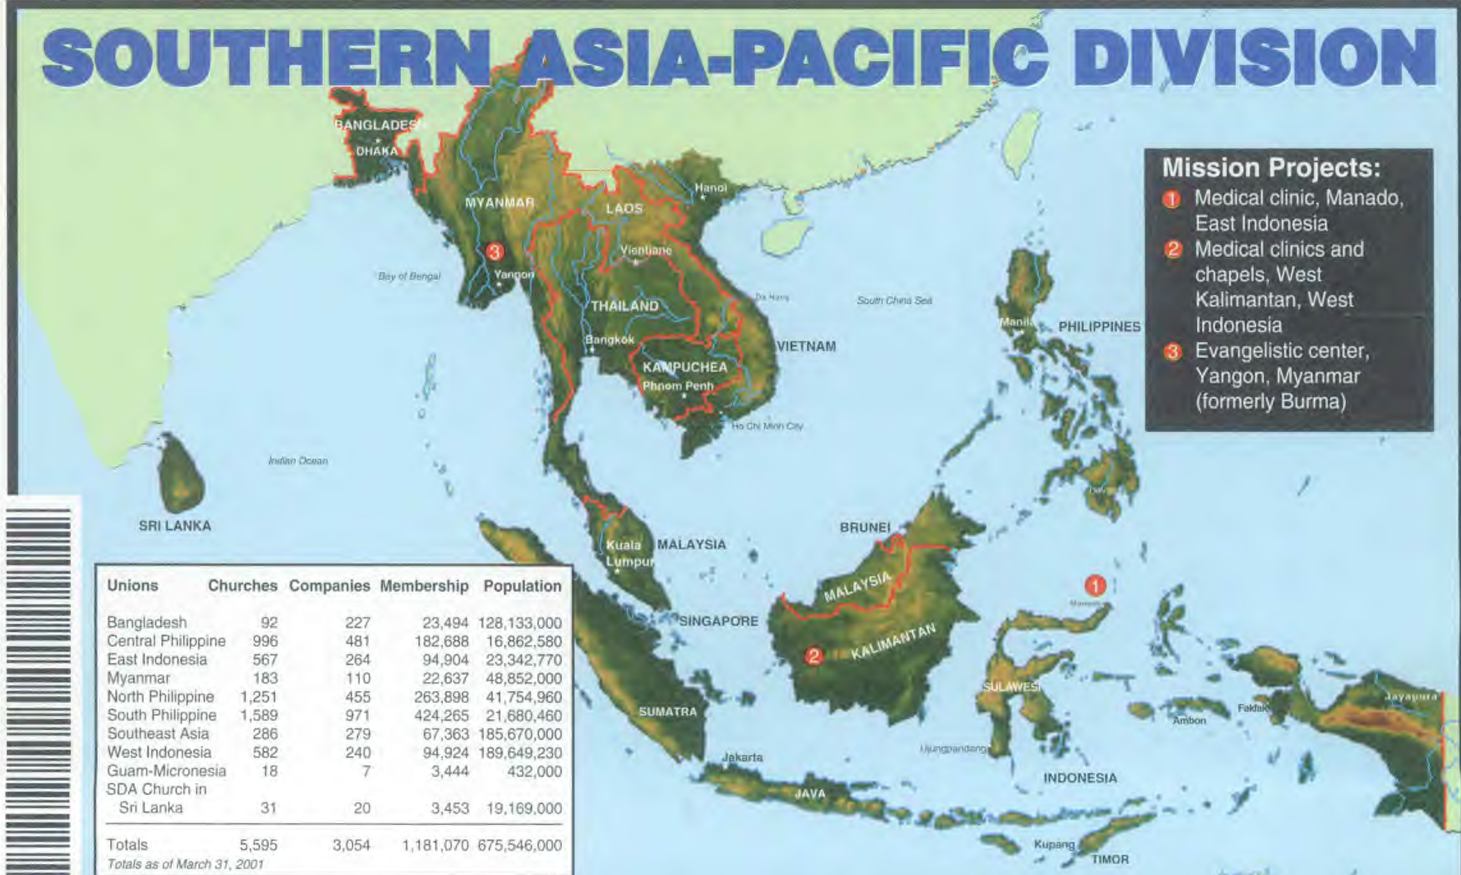 SOUTHERN ASIA-PACIFIC DIVISION
BANGLADESH
DHAKA
MYANMAR
LAOS
Hanoi
Vientiane
Yangon
Bay of Bengal
THAILAND
Da Nang
South China Sea
Bangkok
VIETNAM
KAMPUCHEA
Phnom Penh
Ho Chi Minh City
Manila
PHILIPPINES
Mission Projects:
1 Medical clinic, Manado,
East Indonesia
2 Medical clinics and
chapels, West
Kalimantan, West
Indonesia
3 Evangelistic center,
Yangon, Myanmar
(formerly Burma)
3
Indian Ocean
SRI LANKA
Davao
BRUNEI
Kuala
Lumpur
MALAYSIA
MALAYSIA
1
Manado
SINGAPORE
2
KALIMANTAN
SULAWESI
SUMATRA
Jayapura
Fakfak
Ambon
Ujungpandang
Jakarta
INDONESIA
JAVA
Kupang
TIMOR
Unions Churches Companies Membership Population
Bangladesh 92 227 23,494 128,133,000
Central Philippine 996 481 182,688 16,862,580
East Indonesia 567 264 94,904 23,342,770
Myanmar 183 110 22,637 48,852,000
North Philippine 1,251 455 263,898 41,754,960
South Philippine 1,589 971 424,265 21,680,460
Southeast Asia 286 279 67,363 185,670,000
West Indonesia 582 240 94,924 189,649,230
Guam-Micronesia 18 7 3,444 432,000
SDA Church in
Sri Lanka 31 20 3,453 19,169,000
Totals 5,595 3,054 1,181,070 675,546,000
Totals as of March 31, 2001